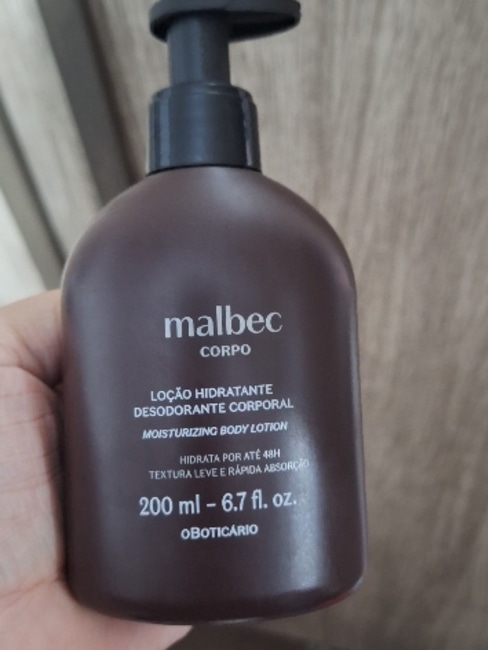 malbec
CORPO
LOÇÃO HIDRATANTE
DESODORANTE CORPORAL
MOISTURIZING BODY LOTION
HIDRATA POR ATÉ 48H
TEXTURA LEVE E RÁPIDA ABSORÇÃO
200 ml – 6.7 fl. oz.
oBoticário